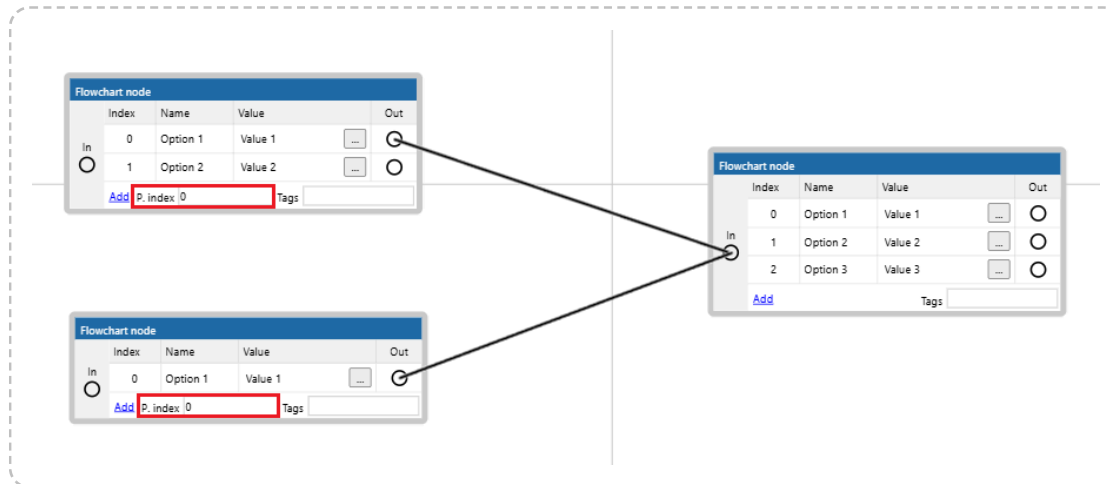 Flowchart node
Index Name Value Out
In
0 Option 1 Value 1 ...
1 Option 2 Value 2 ...
Add P. index 0 Tags
Flowchart node
Index Name Value Out
In
0 Option 1 Value 1 ...
1 Option 2 Value 2 ...
2 Option 3 Value 3 ...
Add Tags
Flowchart node
Index Name Value Out
In
0 Option 1 Value 1 ...
Add P. index 0 Tags